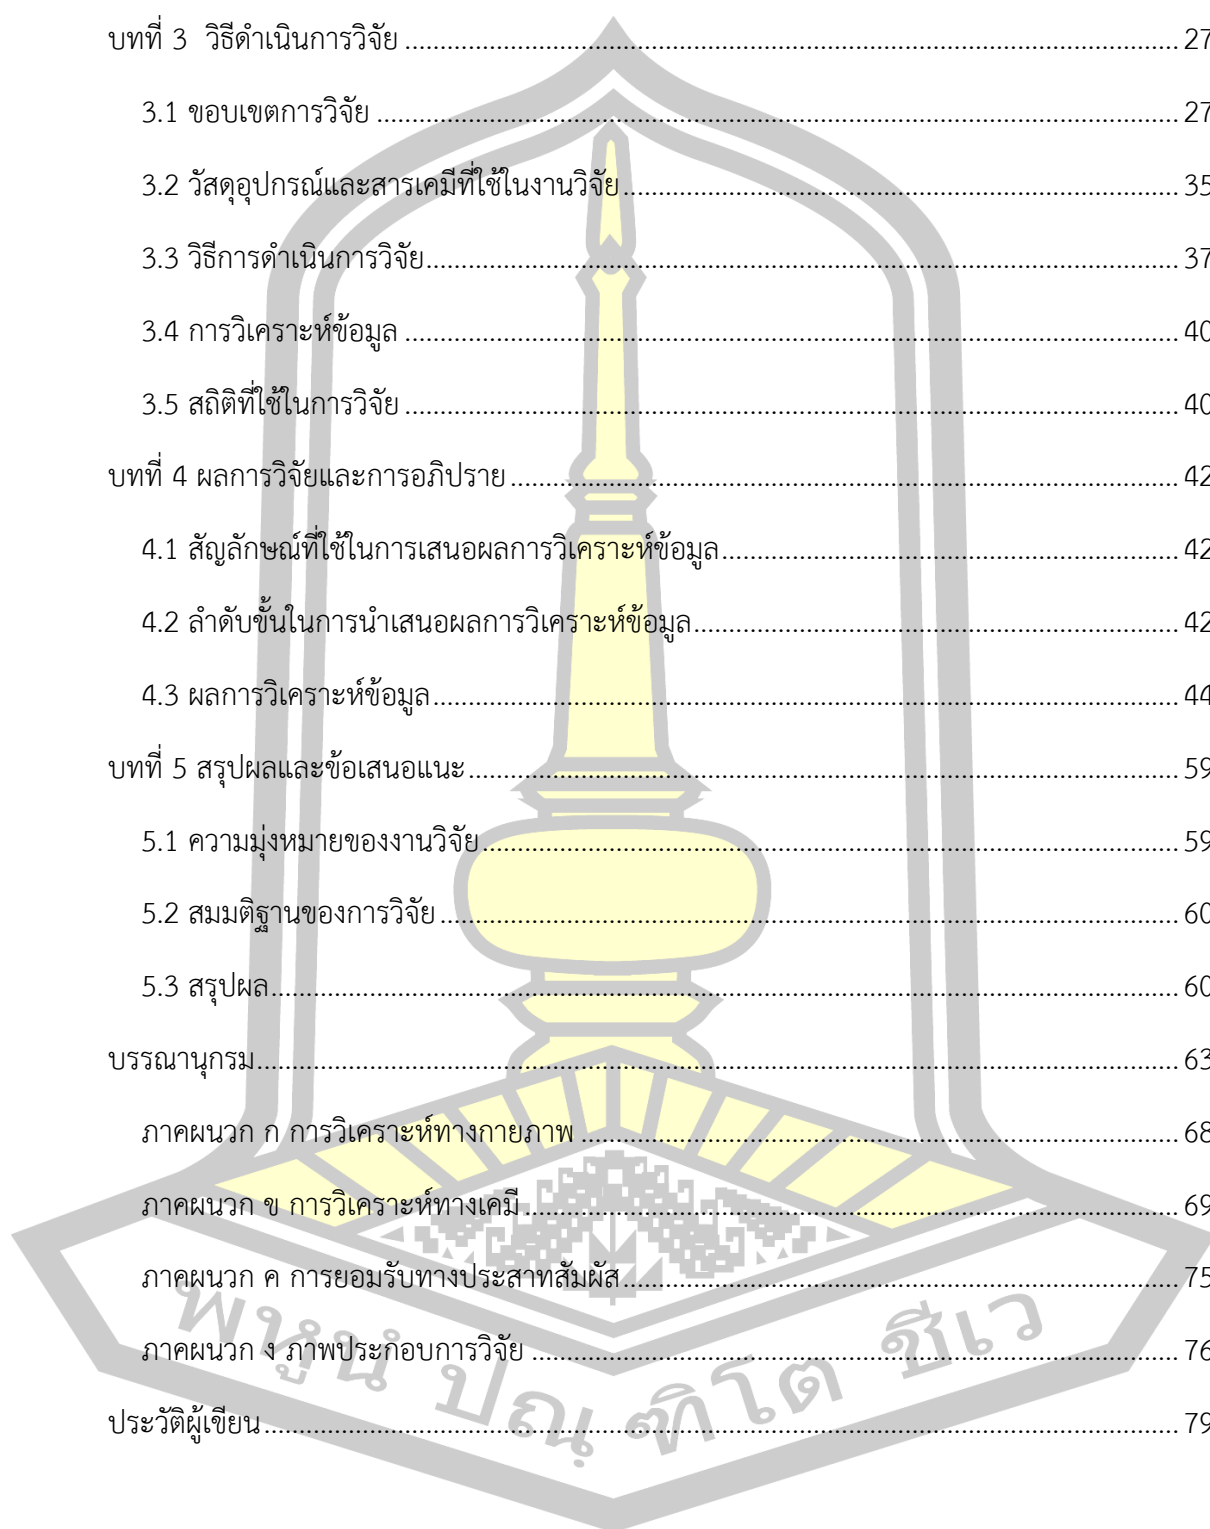 บทที่ 3  วิธีดำเนินการวิจัย ........................................ 27
3.1 ขอบเขตการวิจัย ........................................ 27
3.2 วัสดุอุปกรณ์และสารเคมีที่ใช้ในงานวิจัย ........................................ 35
3.3 วิธีการดำเนินการวิจัย ........................................ 37
3.4 การวิเคราะห์ข้อมูล ........................................ 40
3.5 สถิติที่ใช้ในการวิจัย ........................................ 40
บทที่ 4 ผลการวิจัยและการอภิปราย ........................................ 42
4.1 สัญลักษณ์ที่ใช้ในการเสนอผลการวิเคราะห์ข้อมูล ........................................ 42
4.2 ลำดับขั้นในการนำเสนอผลการวิเคราะห์ข้อมูล ........................................ 42
4.3 ผลการวิเคราะห์ข้อมูล ........................................ 44
บทที่ 5 สรุปผลและข้อเสนอแนะ ........................................ 59
5.1 ความมุ่งหมายของงานวิจัย ........................................ 59
5.2 สมมติฐานของการวิจัย ........................................ 60
5.3 สรุปผล ........................................ 60
บรรณานุกรม ........................................ 63
ภาคผนวก ก การวิเคราะห์ทางกายภาพ ........................................ 68
ภาคผนวก ข การวิเคราะห์ทางเคมี ........................................ 69
ภาคผนวก ค การยอมรับทางประสาทสัมผัส ........................................ 75
ภาคผนวก ง ภาพประกอบการวิจัย ........................................ 76
ประวัติผู้เขียน ........................................ 79
พหูนํ ปณฺฑิโต ชีเว